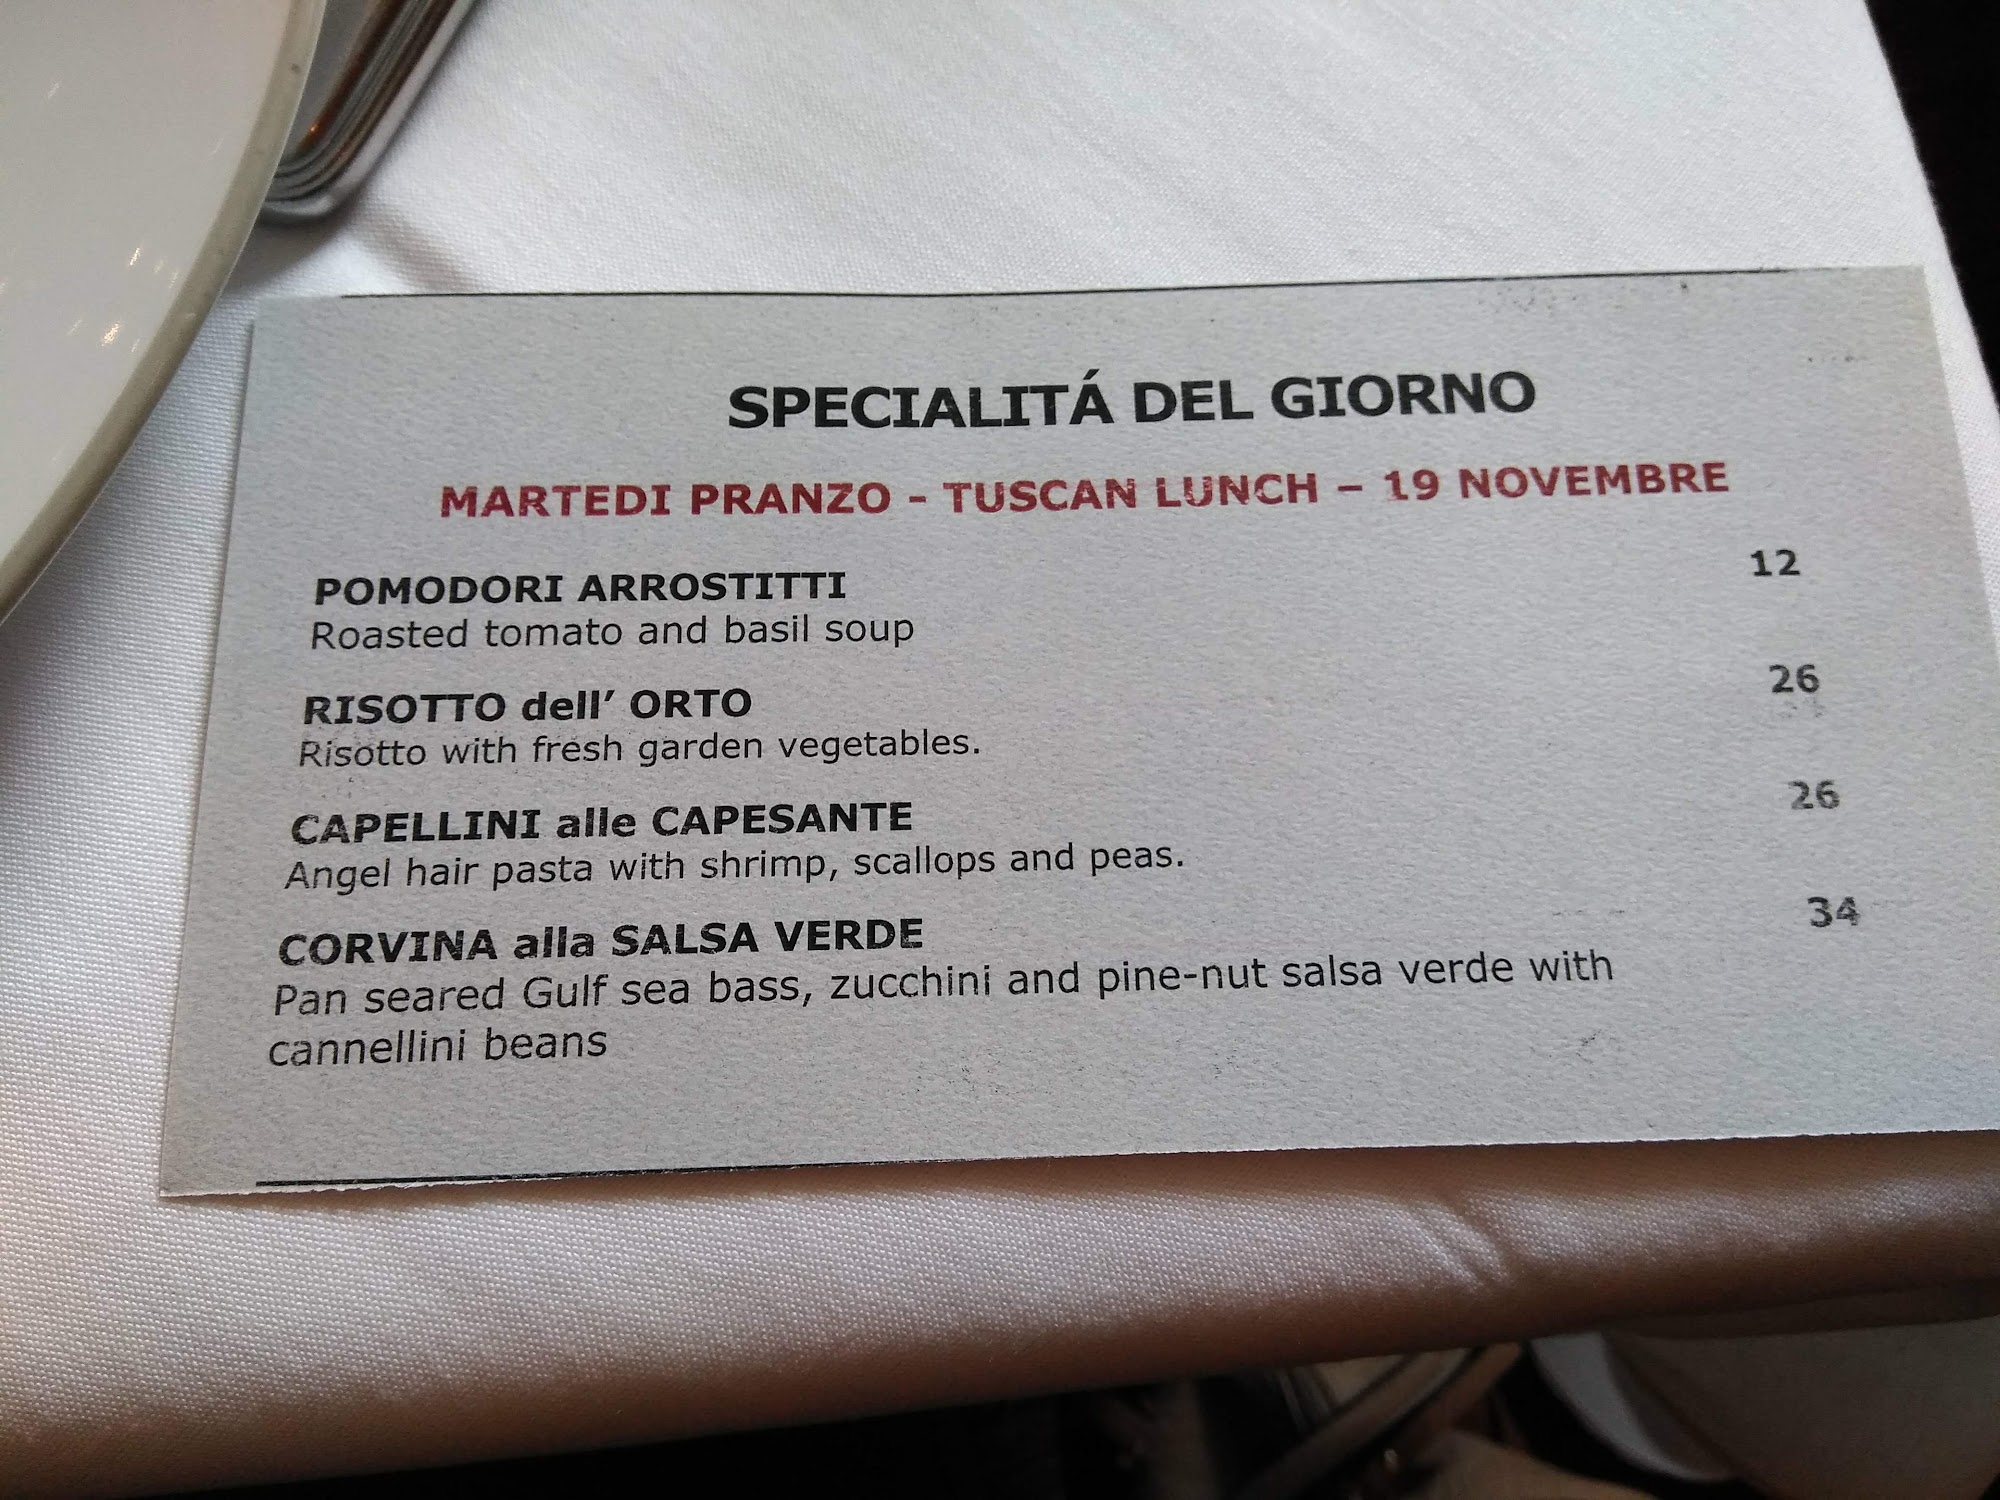 SPECIALITÁ DEL GIORNO
MARTEDI PRANZO - TUSCAN LUNCH – 19 NOVEMBRE
POMODORI ARROSTITTI 12
Roasted tomato and basil soup
RISOTTO dell’ ORTO 26
Risotto with fresh garden vegetables.
CAPELLINI alle CAPESANTE 26
Angel hair pasta with shrimp, scallops and peas.
CORVINA alla SALSA VERDE 34
Pan seared Gulf sea bass, zucchini and pine-nut salsa verde with
cannellini beans